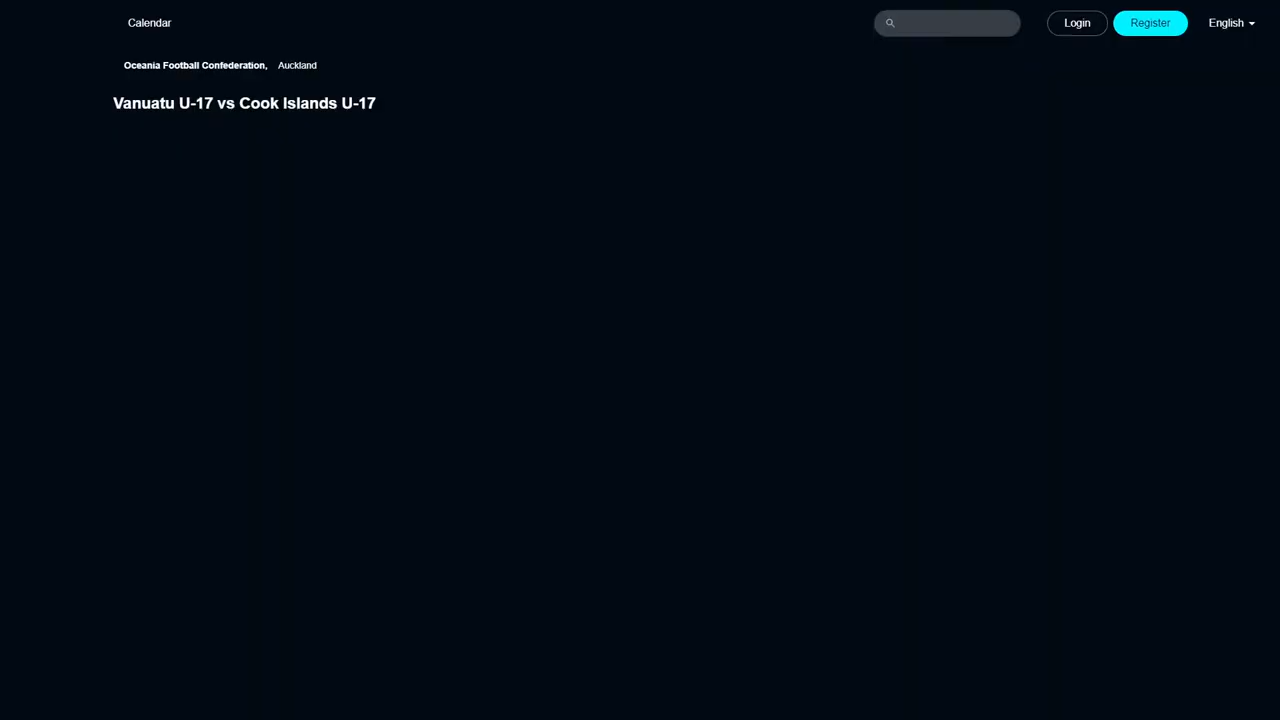 Calendar
Login
Register
English
Oceania Football Confederation, Auckland
Vanuatu U-17 vs Cook Islands U-17